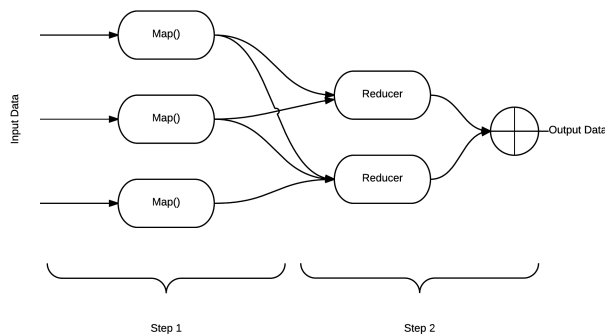 Input Data
Map()
Map()
Map()
Reducer
Reducer
Output Data
Step 1
Step 2